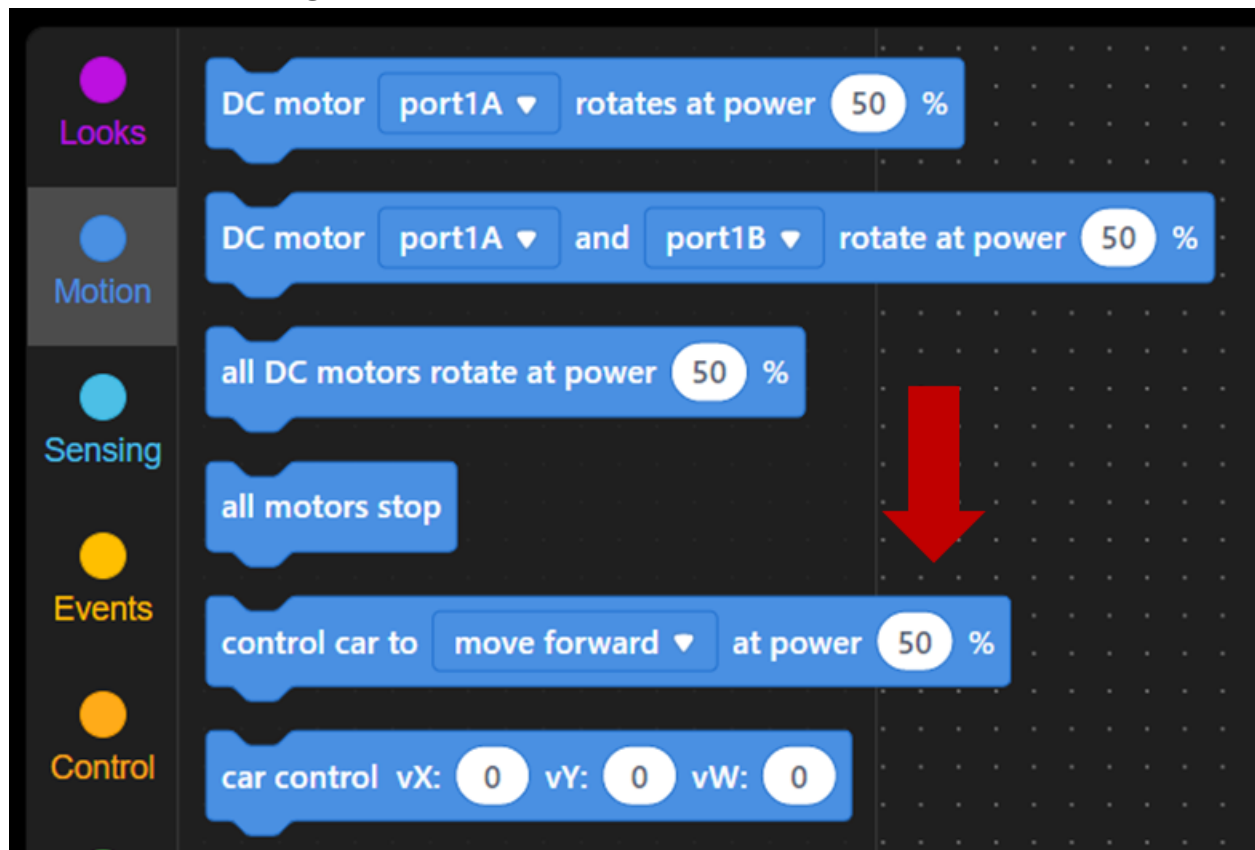 Looks
Motion
Sensing
Events
Control
DC motor port1A rotates at power 50 %
DC motor port1A and port1B rotate at power 50 %
all DC motors rotate at power 50 %
all motors stop
control car to move forward at power 50 %
car control vX: 0 vY: 0 vW: 0